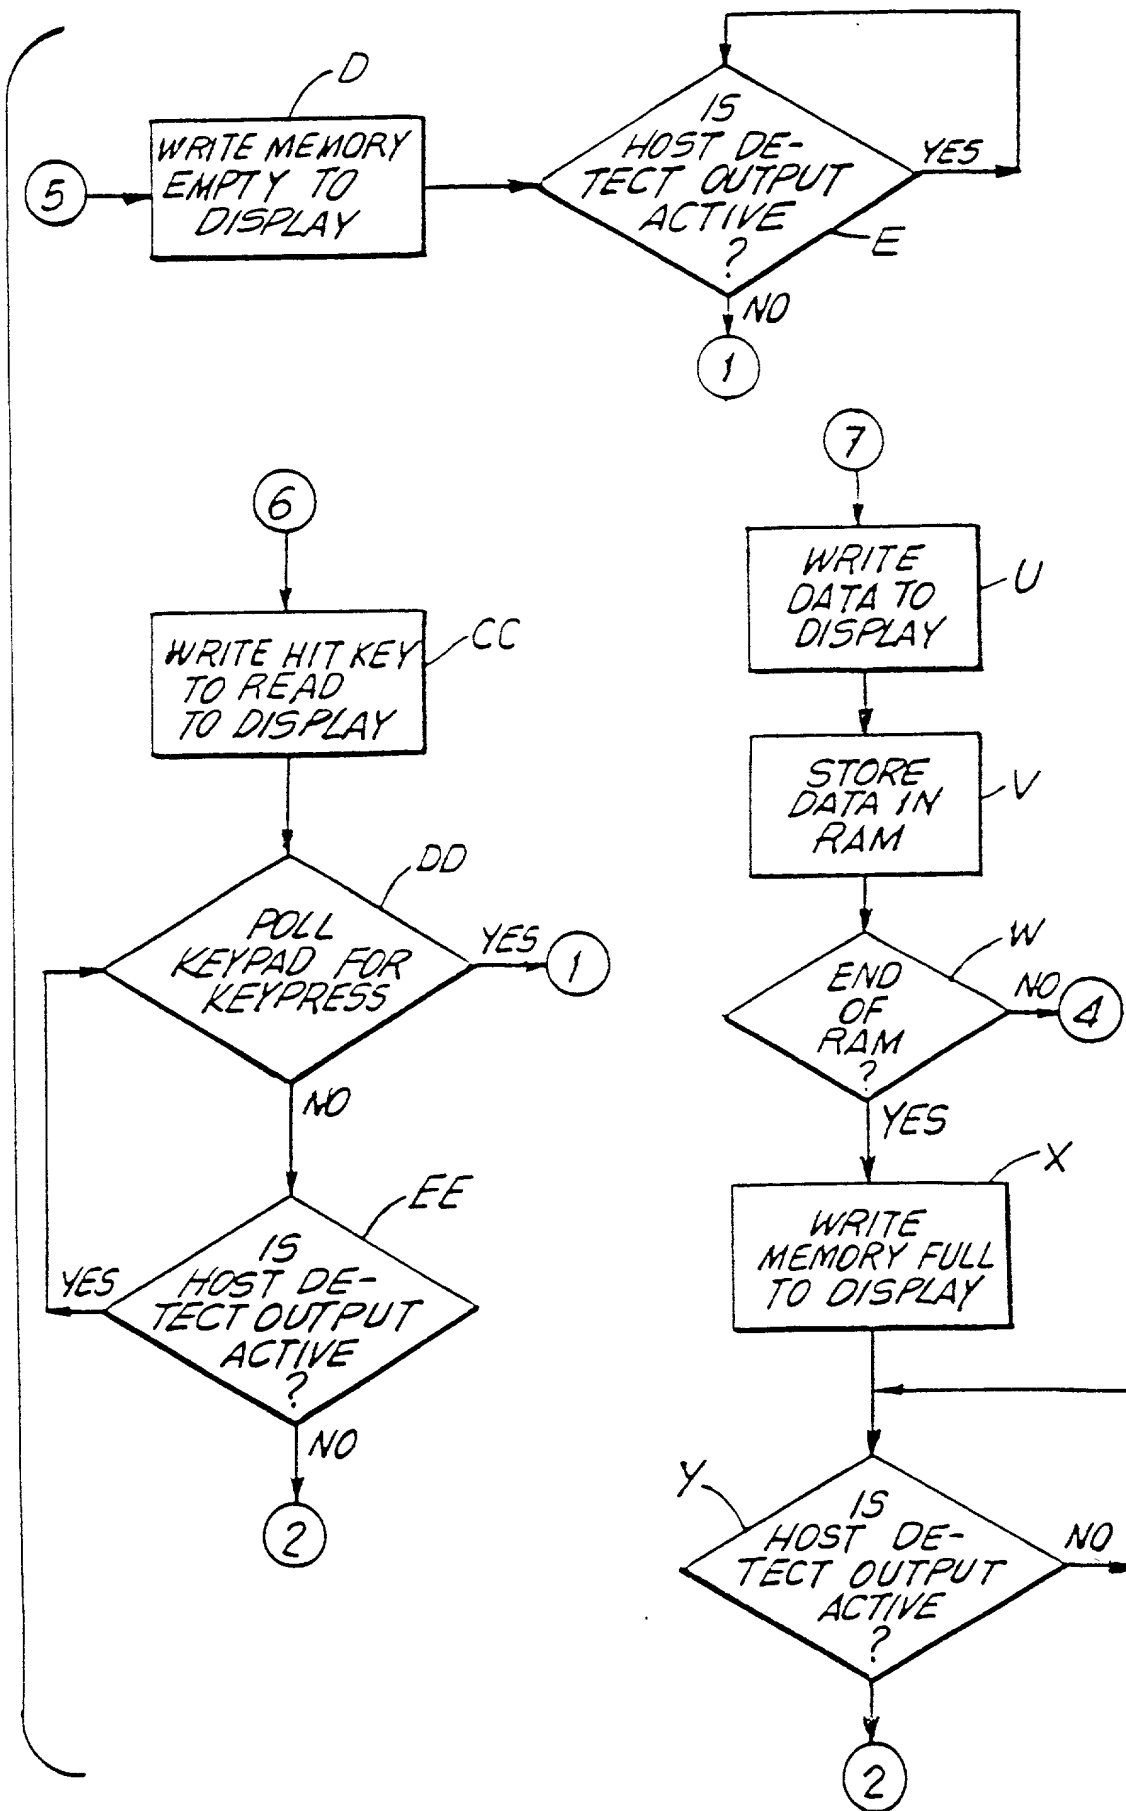 D
5
WRITE MEMORY
EMPTY TO
DISPLAY
IS
HOST DE-
TECT OUTPUT
ACTIVE
?
YES
E
NO
1
6
WRITE HIT KEY
TO READ
TO DISPLAY
CC
POLL
KEYPAD FOR
KEYPRESS
DD
YES
1
NO
IS
HOST DE-
TECT OUTPUT
ACTIVE
?
EE
YES
NO
2
7
WRITE
DATA TO
DISPLAY
U
STORE
DATA IN
RAM
V
END
OF
RAM
?
W
NO
4
YES
X
WRITE
MEMORY FULL
TO DISPLAY
Y
IS
HOST DE-
TECT OUTPUT
ACTIVE
?
NO
2